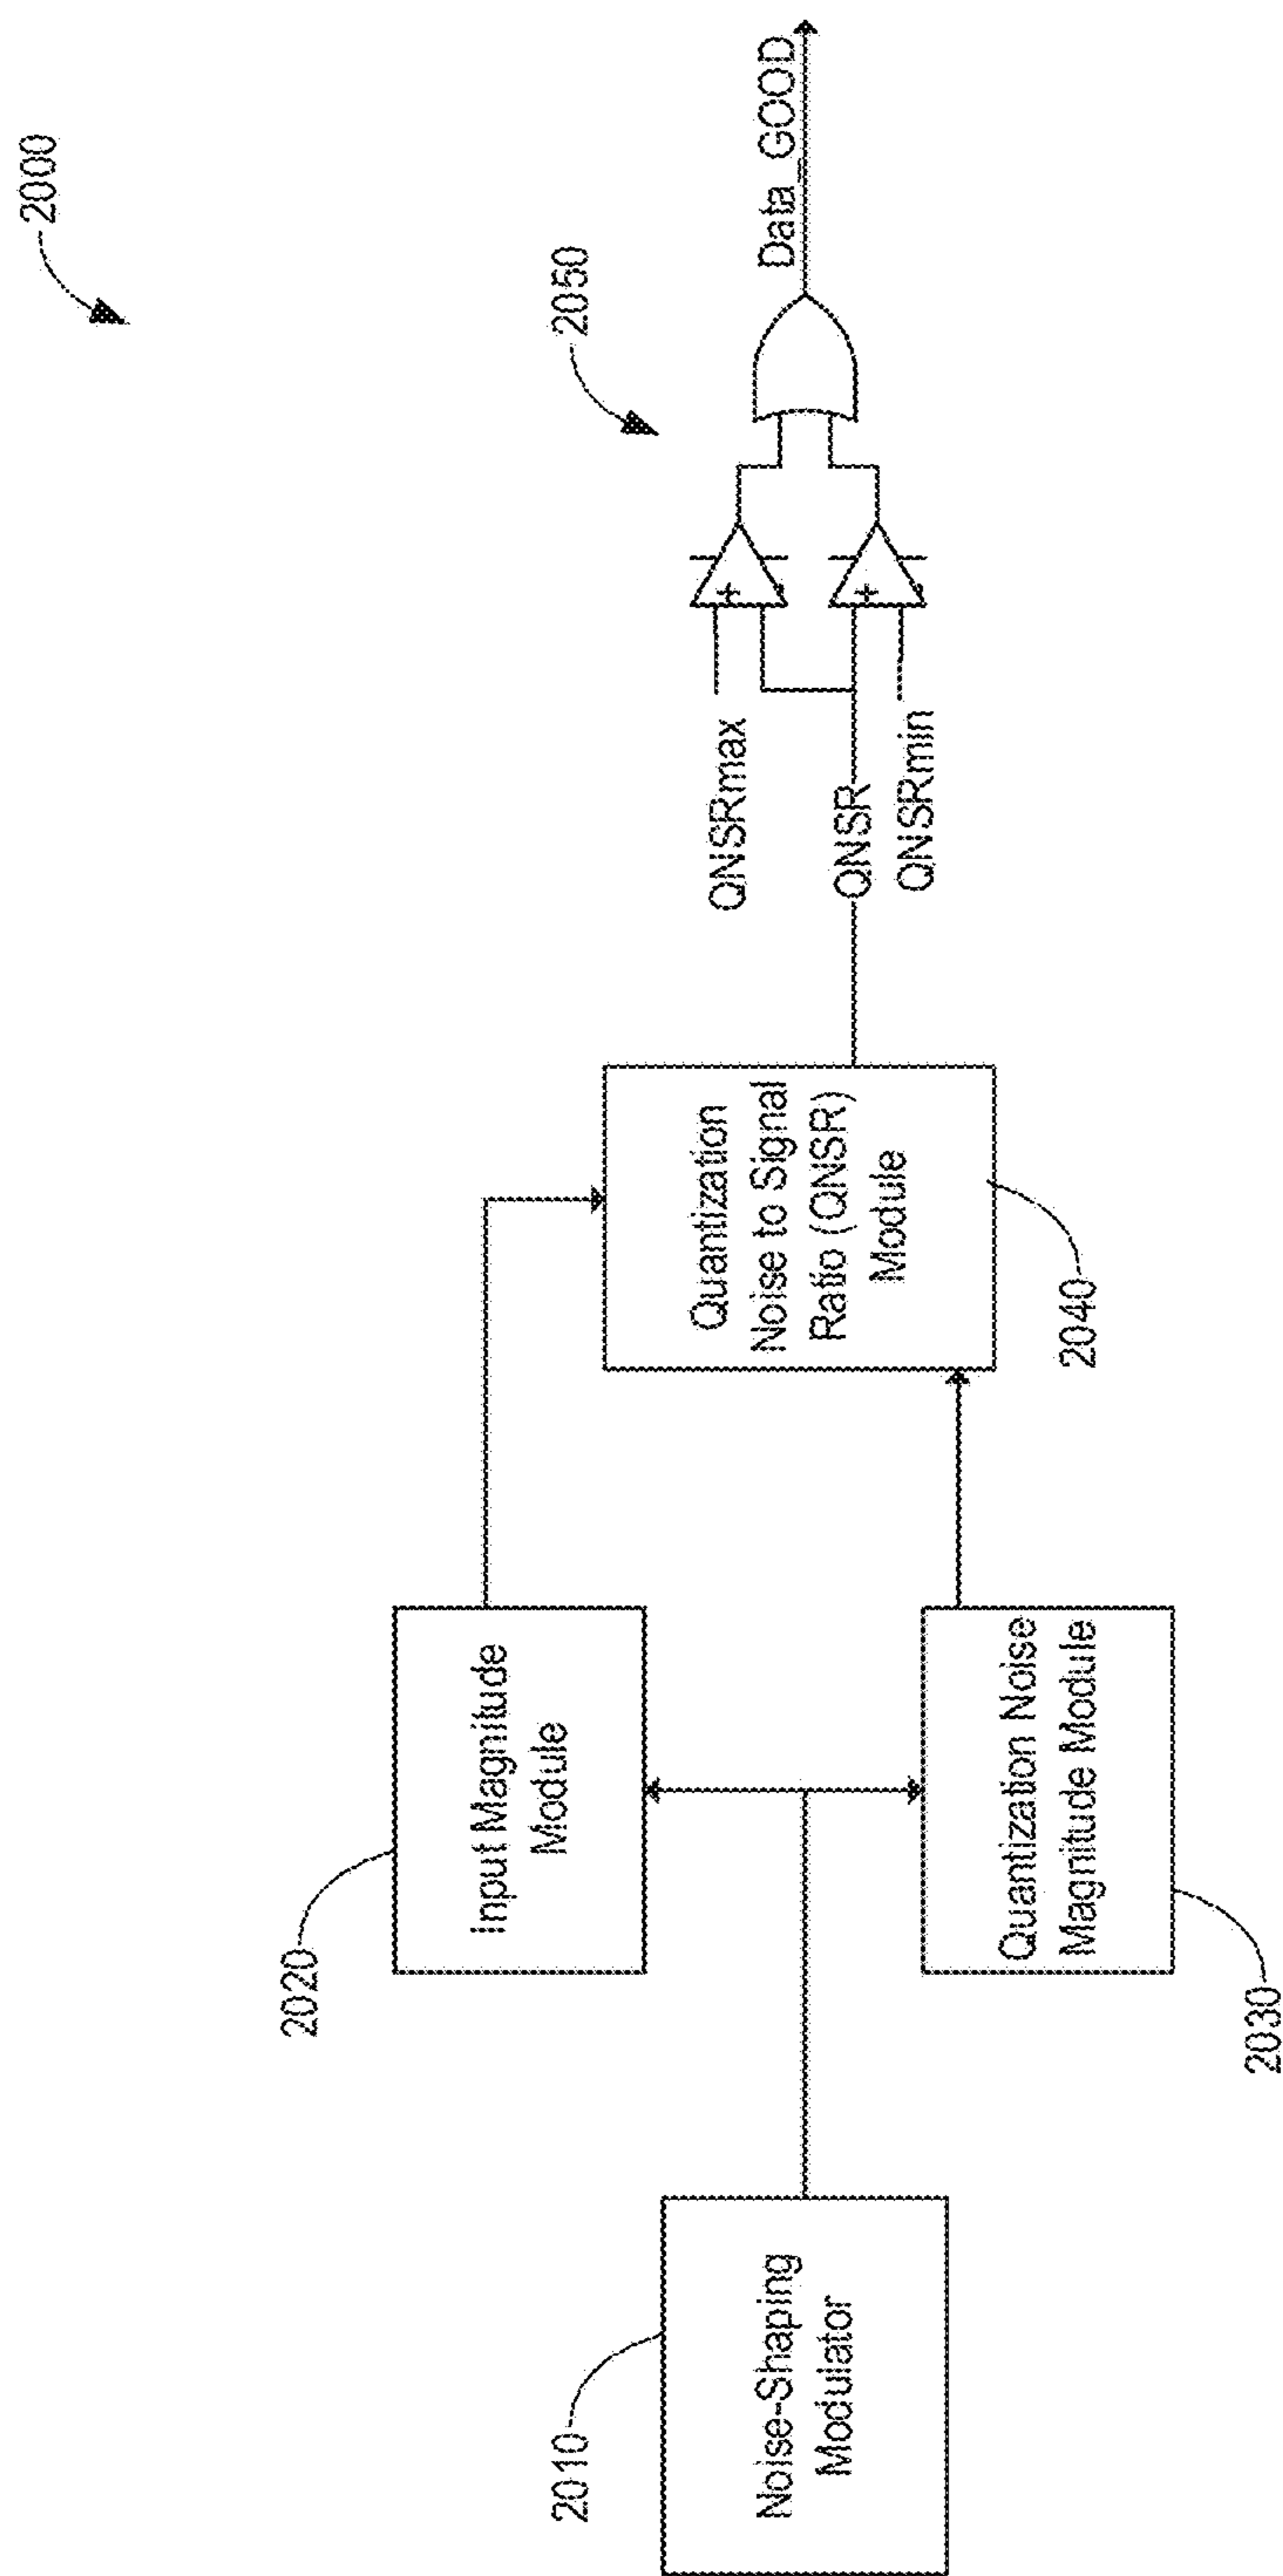 2000
2010
Noise-Shaping
Modulator
2020
Input Magnitude
Module
Quantization Noise
Magnitude Module
2030
Quantization
Noise to Signal
Ratio (QNSR)
Module
2040
QNSRmax
QNSR
QNSRmin
+
+
2050
Data_GOOD